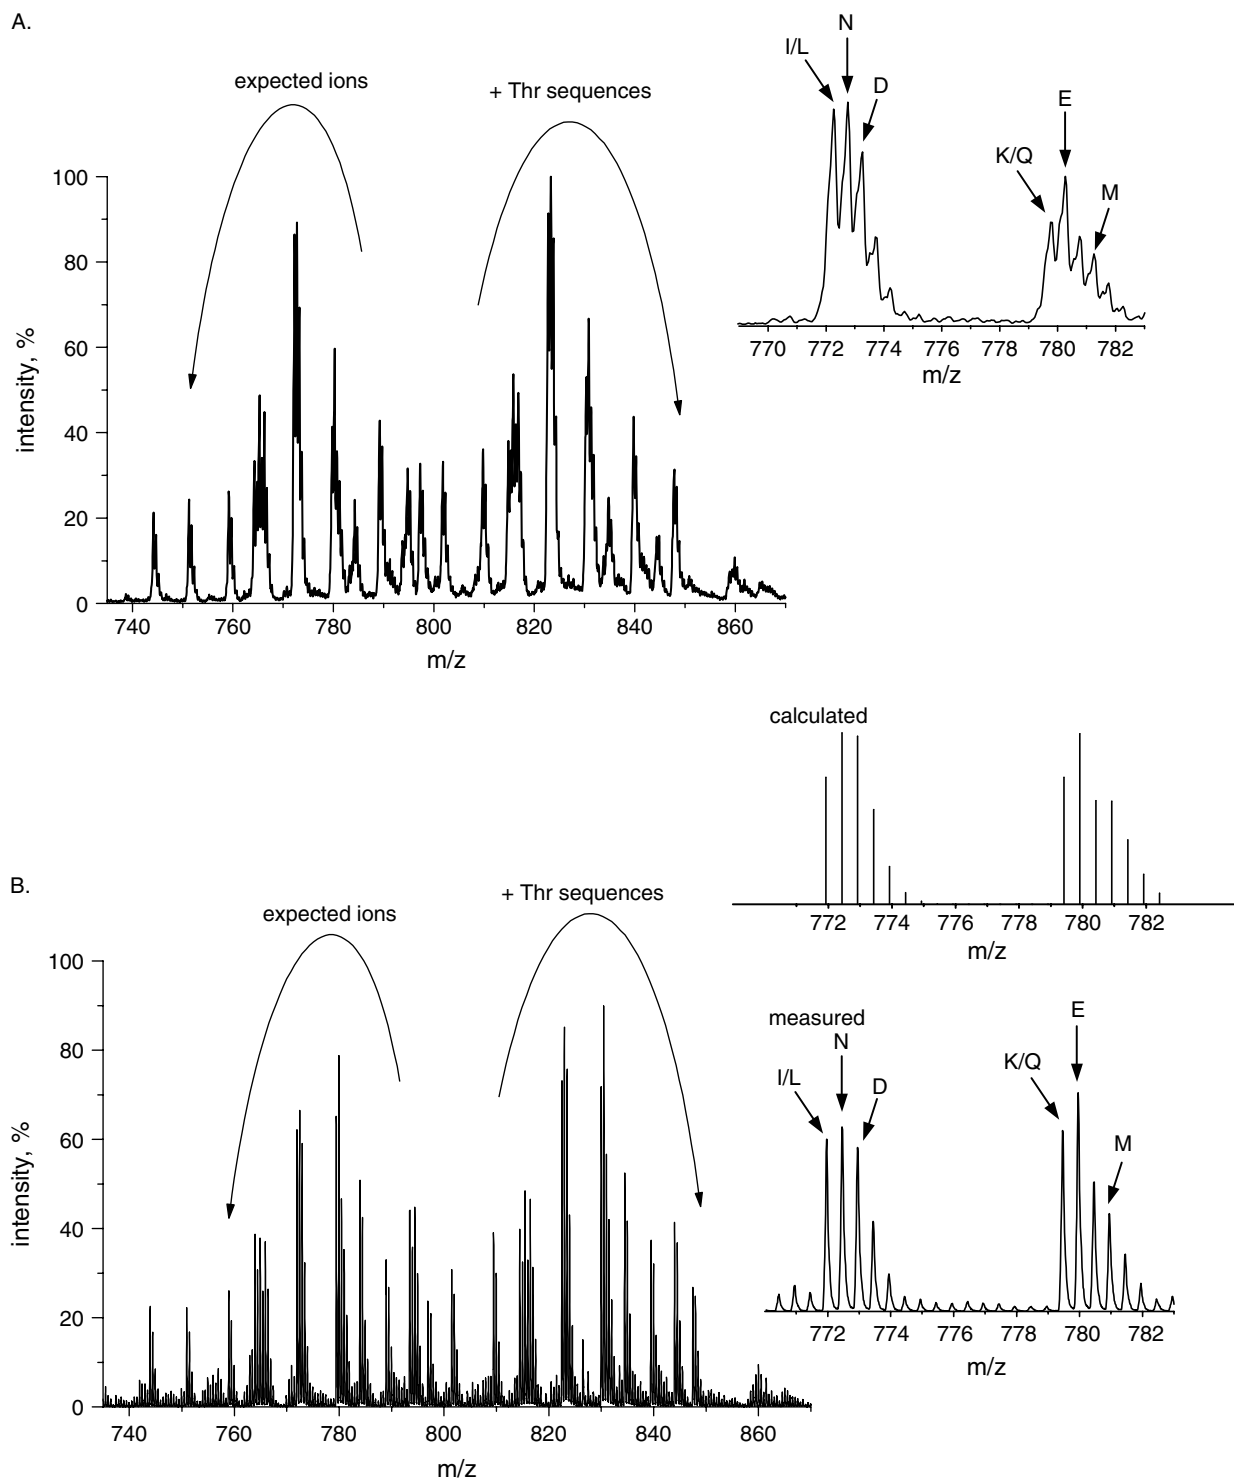 A.
expected ions
+ Thr sequences
intensity, %
100
80
60
40
20
0
740 760 780 800 820 840 860
m/z
I/L
N
D
K/Q
E
M
770 772 774 776 778 780 782
m/z
calculated
772 774 776 778 780 782
m/z
B.
expected ions
+ Thr sequences
intensity, %
100
80
60
40
20
0
740 760 780 800 820 840 860
m/z
measured
I/L
N
D
K/Q
E
M
772 774 776 778 780 782
m/z